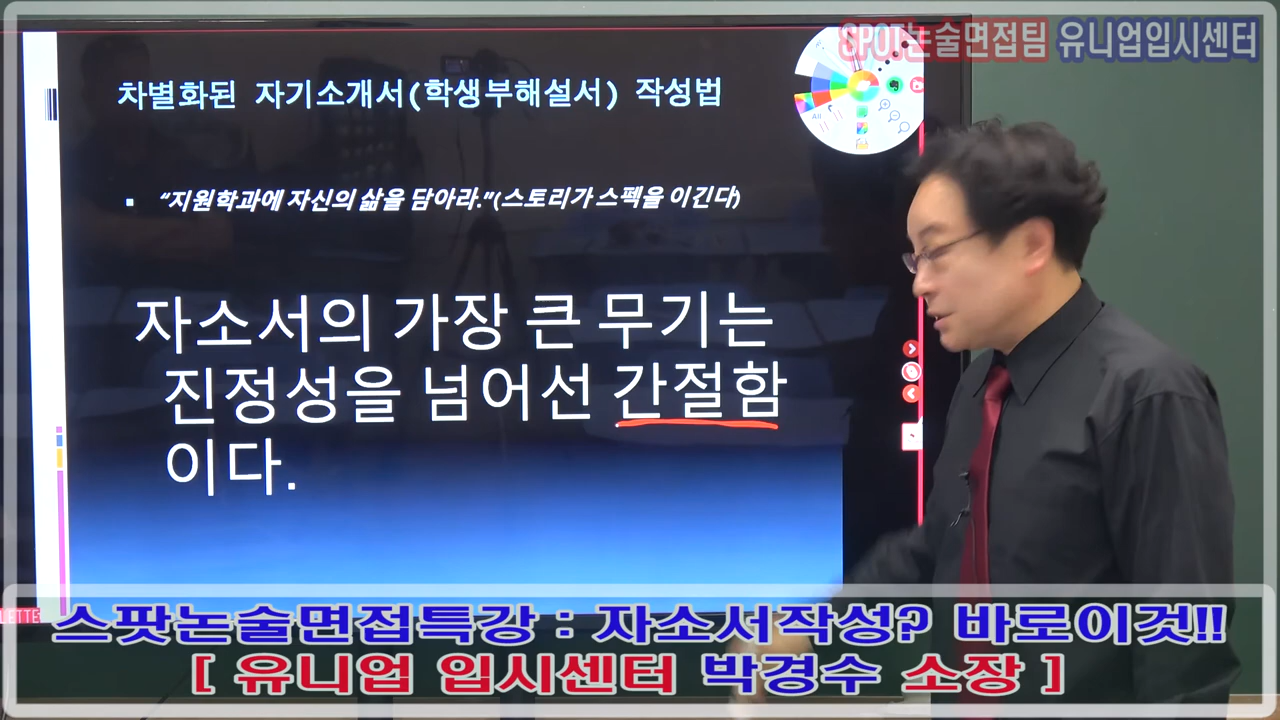 SPOT논술면접팀 유니업입시센터
차별화된 자기소개서(학생부해설서) 작성법
▪ “지원학과에 자신의 삶을 담아라.”(스토리가 스펙을 이긴다)
All
자소서의 가장 큰 무기는
진정성을 넘어선 간절함
이다.
LETTE
스팟논술면접특강 : 자소서작성? 바로이것!!
[ 유니업 입시센터 박경수 소장 ]